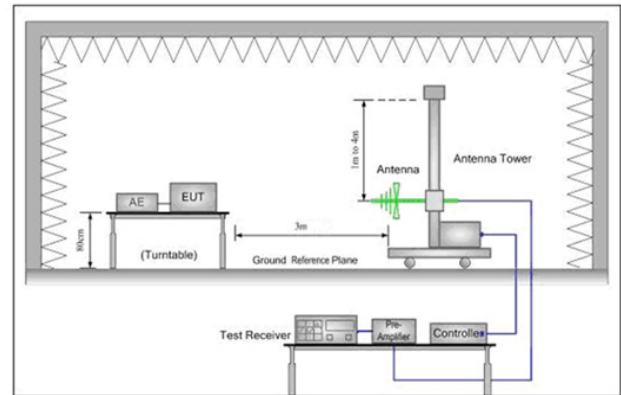 1m to 4m
Antenna
Antenna Tower
AE
EUT
80cm
(Turntable)
3m
Ground Reference Plane
Test Receiver
Pre-
Amplifier
Controller